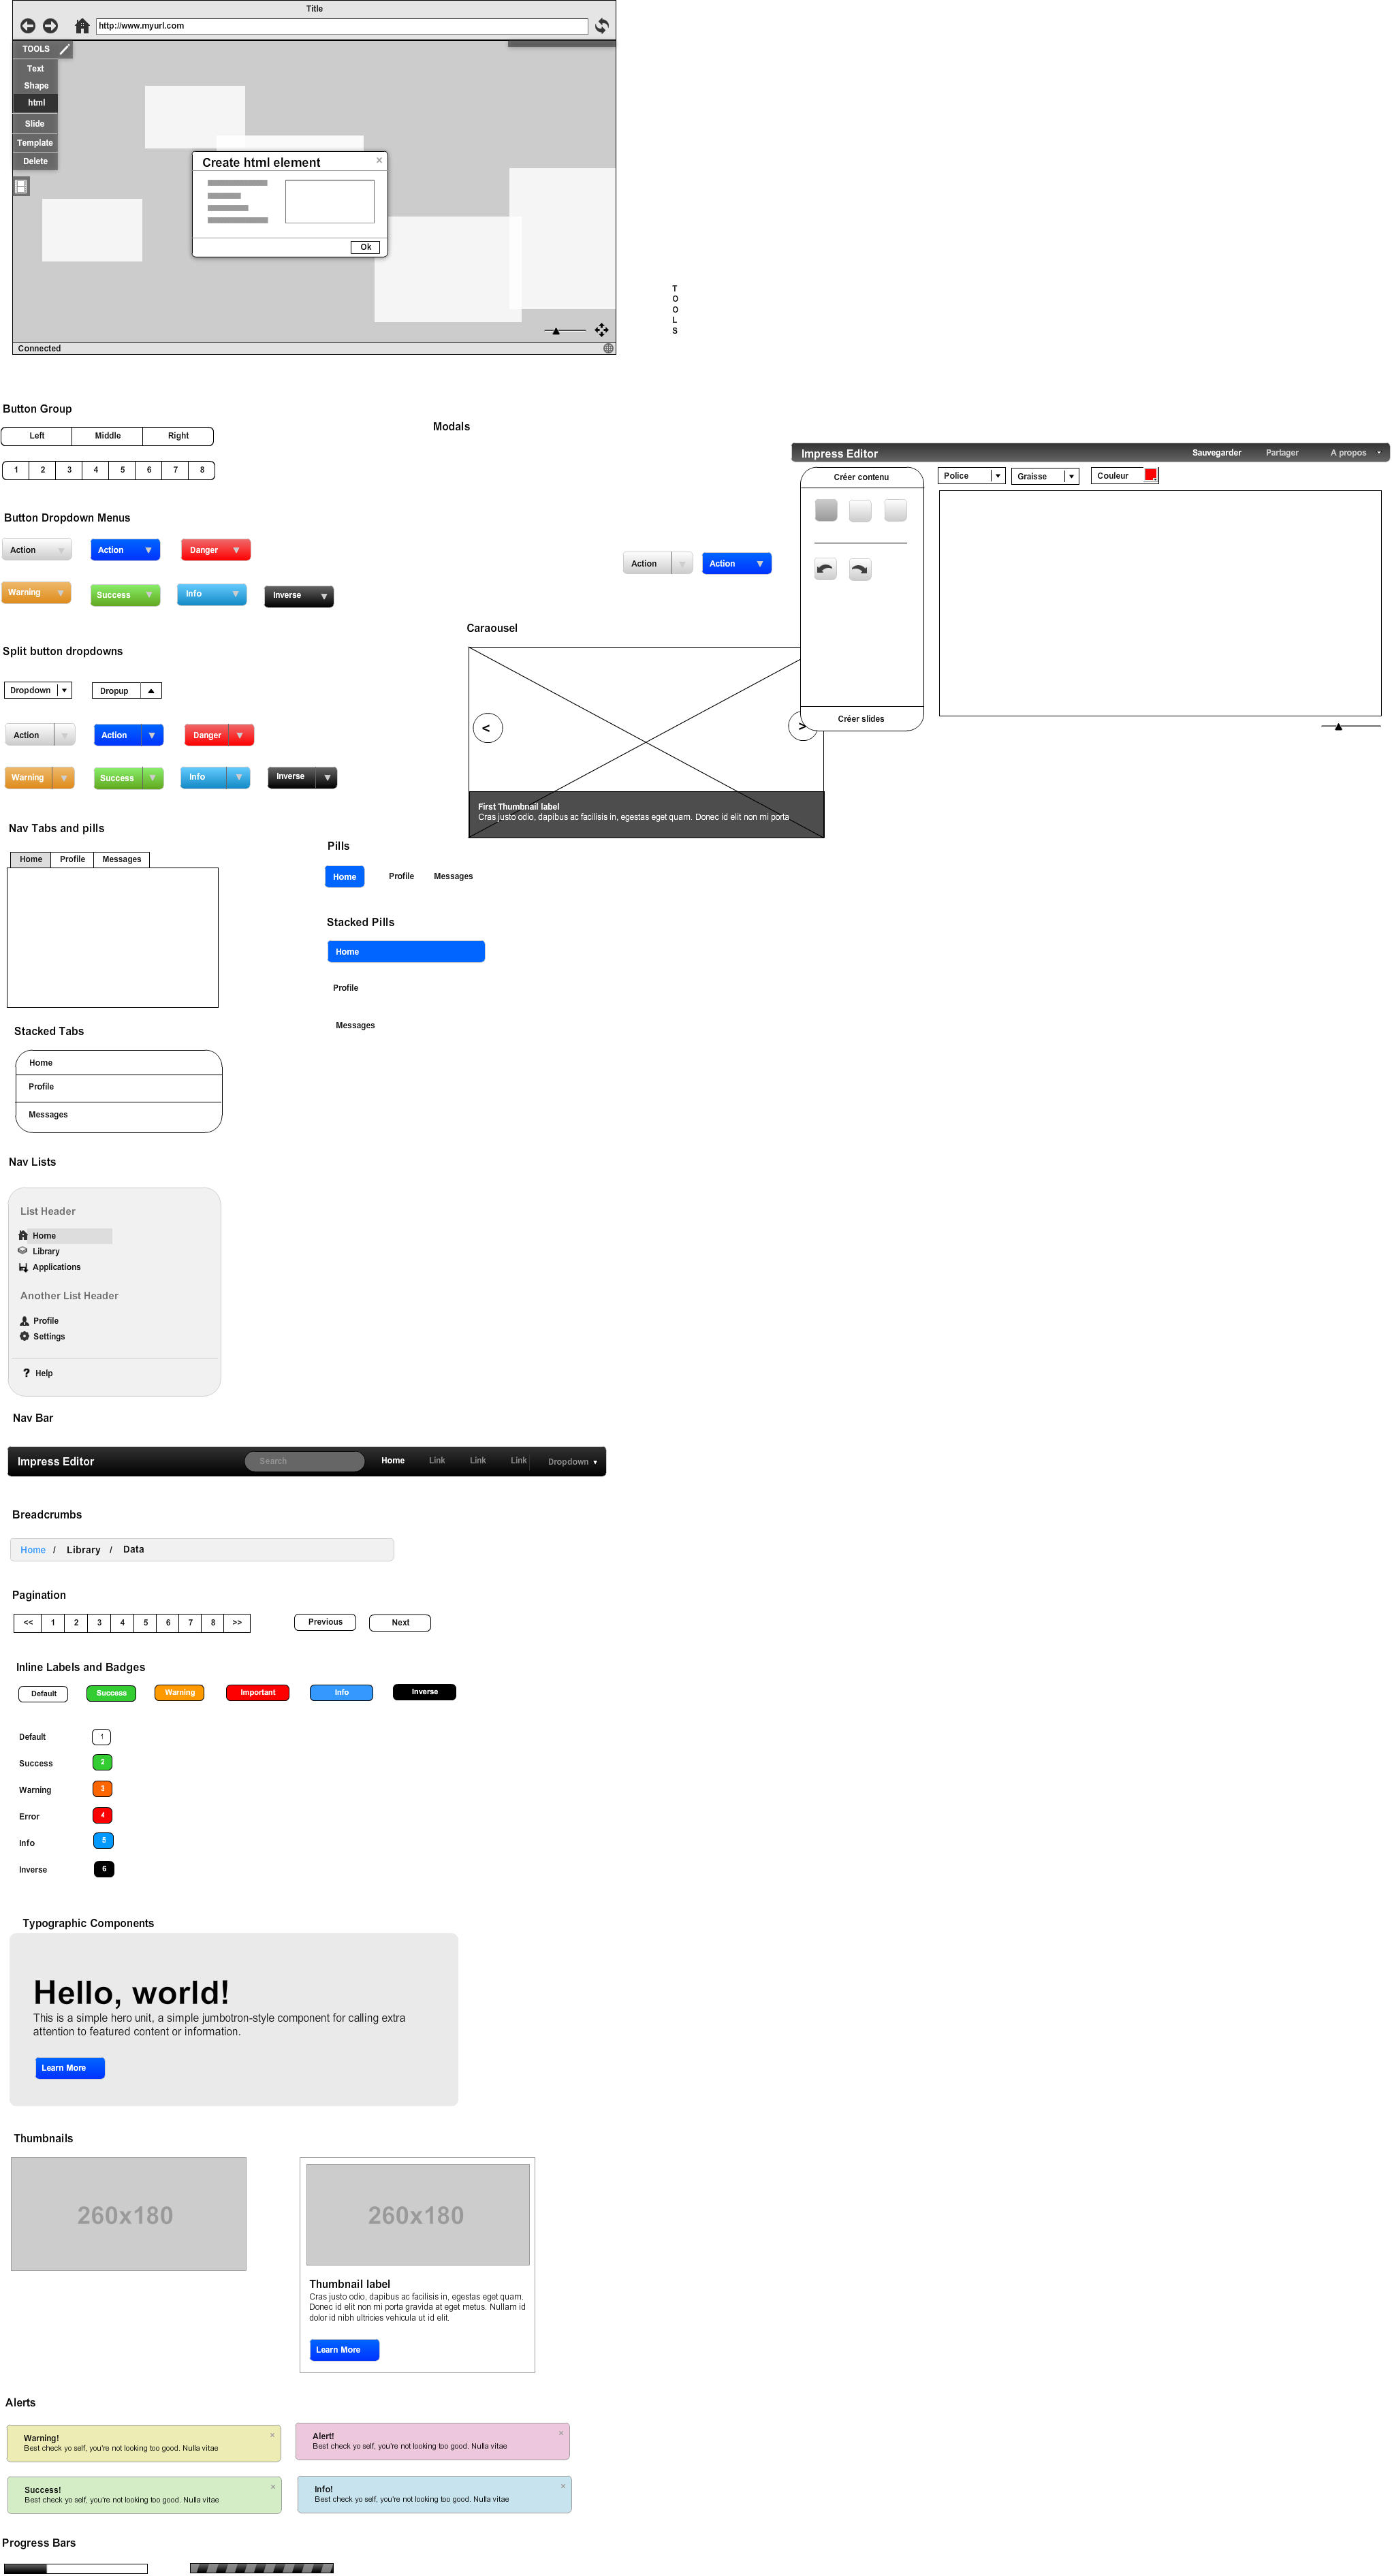 Title
http://www.myurl.com
TOOLS
Text
Shape
html
Slide
Template
Delete
Create html element
×
Ok
Connected
T
O
O
L
S
Button Group
Left Middle Right
1 2 3 4 5 6 7 8
Modals
Impress Editor Sauvegarder Partager A propos
Créer contenu
Police Graisse Couleur
Créer slides
Button Dropdown Menus
Action Action Danger
Warning Success Info Inverse
Action Action
Caraousel
< >
First Thumbnail label
Cras justo odio, dapibus ac facilisis in, egestas eget quam. Donec id elit non mi porta
Split button dropdowns
Dropdown Dropup
Action Action Danger
Warning Success Info Inverse
Nav Tabs and pills
Home Profile Messages
Pills
Home Profile Messages
Stacked Pills
Home
Profile
Messages
Stacked Tabs
Home
Profile
Messages
Nav Lists
List Header
Home
Library
Applications
Another List Header
Profile
Settings
? Help
Nav Bar
Impress Editor Search Home Link Link Link Dropdown
Breadcrumbs
Home / Library / Data
Pagination
<< 1 2 3 4 5 6 7 8 >> Previous Next
Inline Labels and Badges
Default Success Warning Important Info Inverse
Default 1
Success 2
Warning 3
Error 4
Info 5
Inverse 6
Typographic Components
Hello, world!
This is a simple hero unit, a simple jumbotron-style component for calling extra
attention to featured content or information.
Learn More
Thumbnails
260x180
260x180
Thumbnail label
Cras justo odio, dapibus ac facilisis in, egestas eget quam.
Donec id elit non mi porta gravida at eget metus. Nullam id
dolor id nibh ultricies vehicula ut id elit.
Learn More
Alerts
Warning! ×
Best check yo self, you're not looking too good. Nulla vitae
Alert! ×
Best check yo self, you're not looking too good. Nulla vitae
Success! ×
Best check yo self, you're not looking too good. Nulla vitae
Info! ×
Best check yo self, you're not looking too good. Nulla vitae
Progress Bars